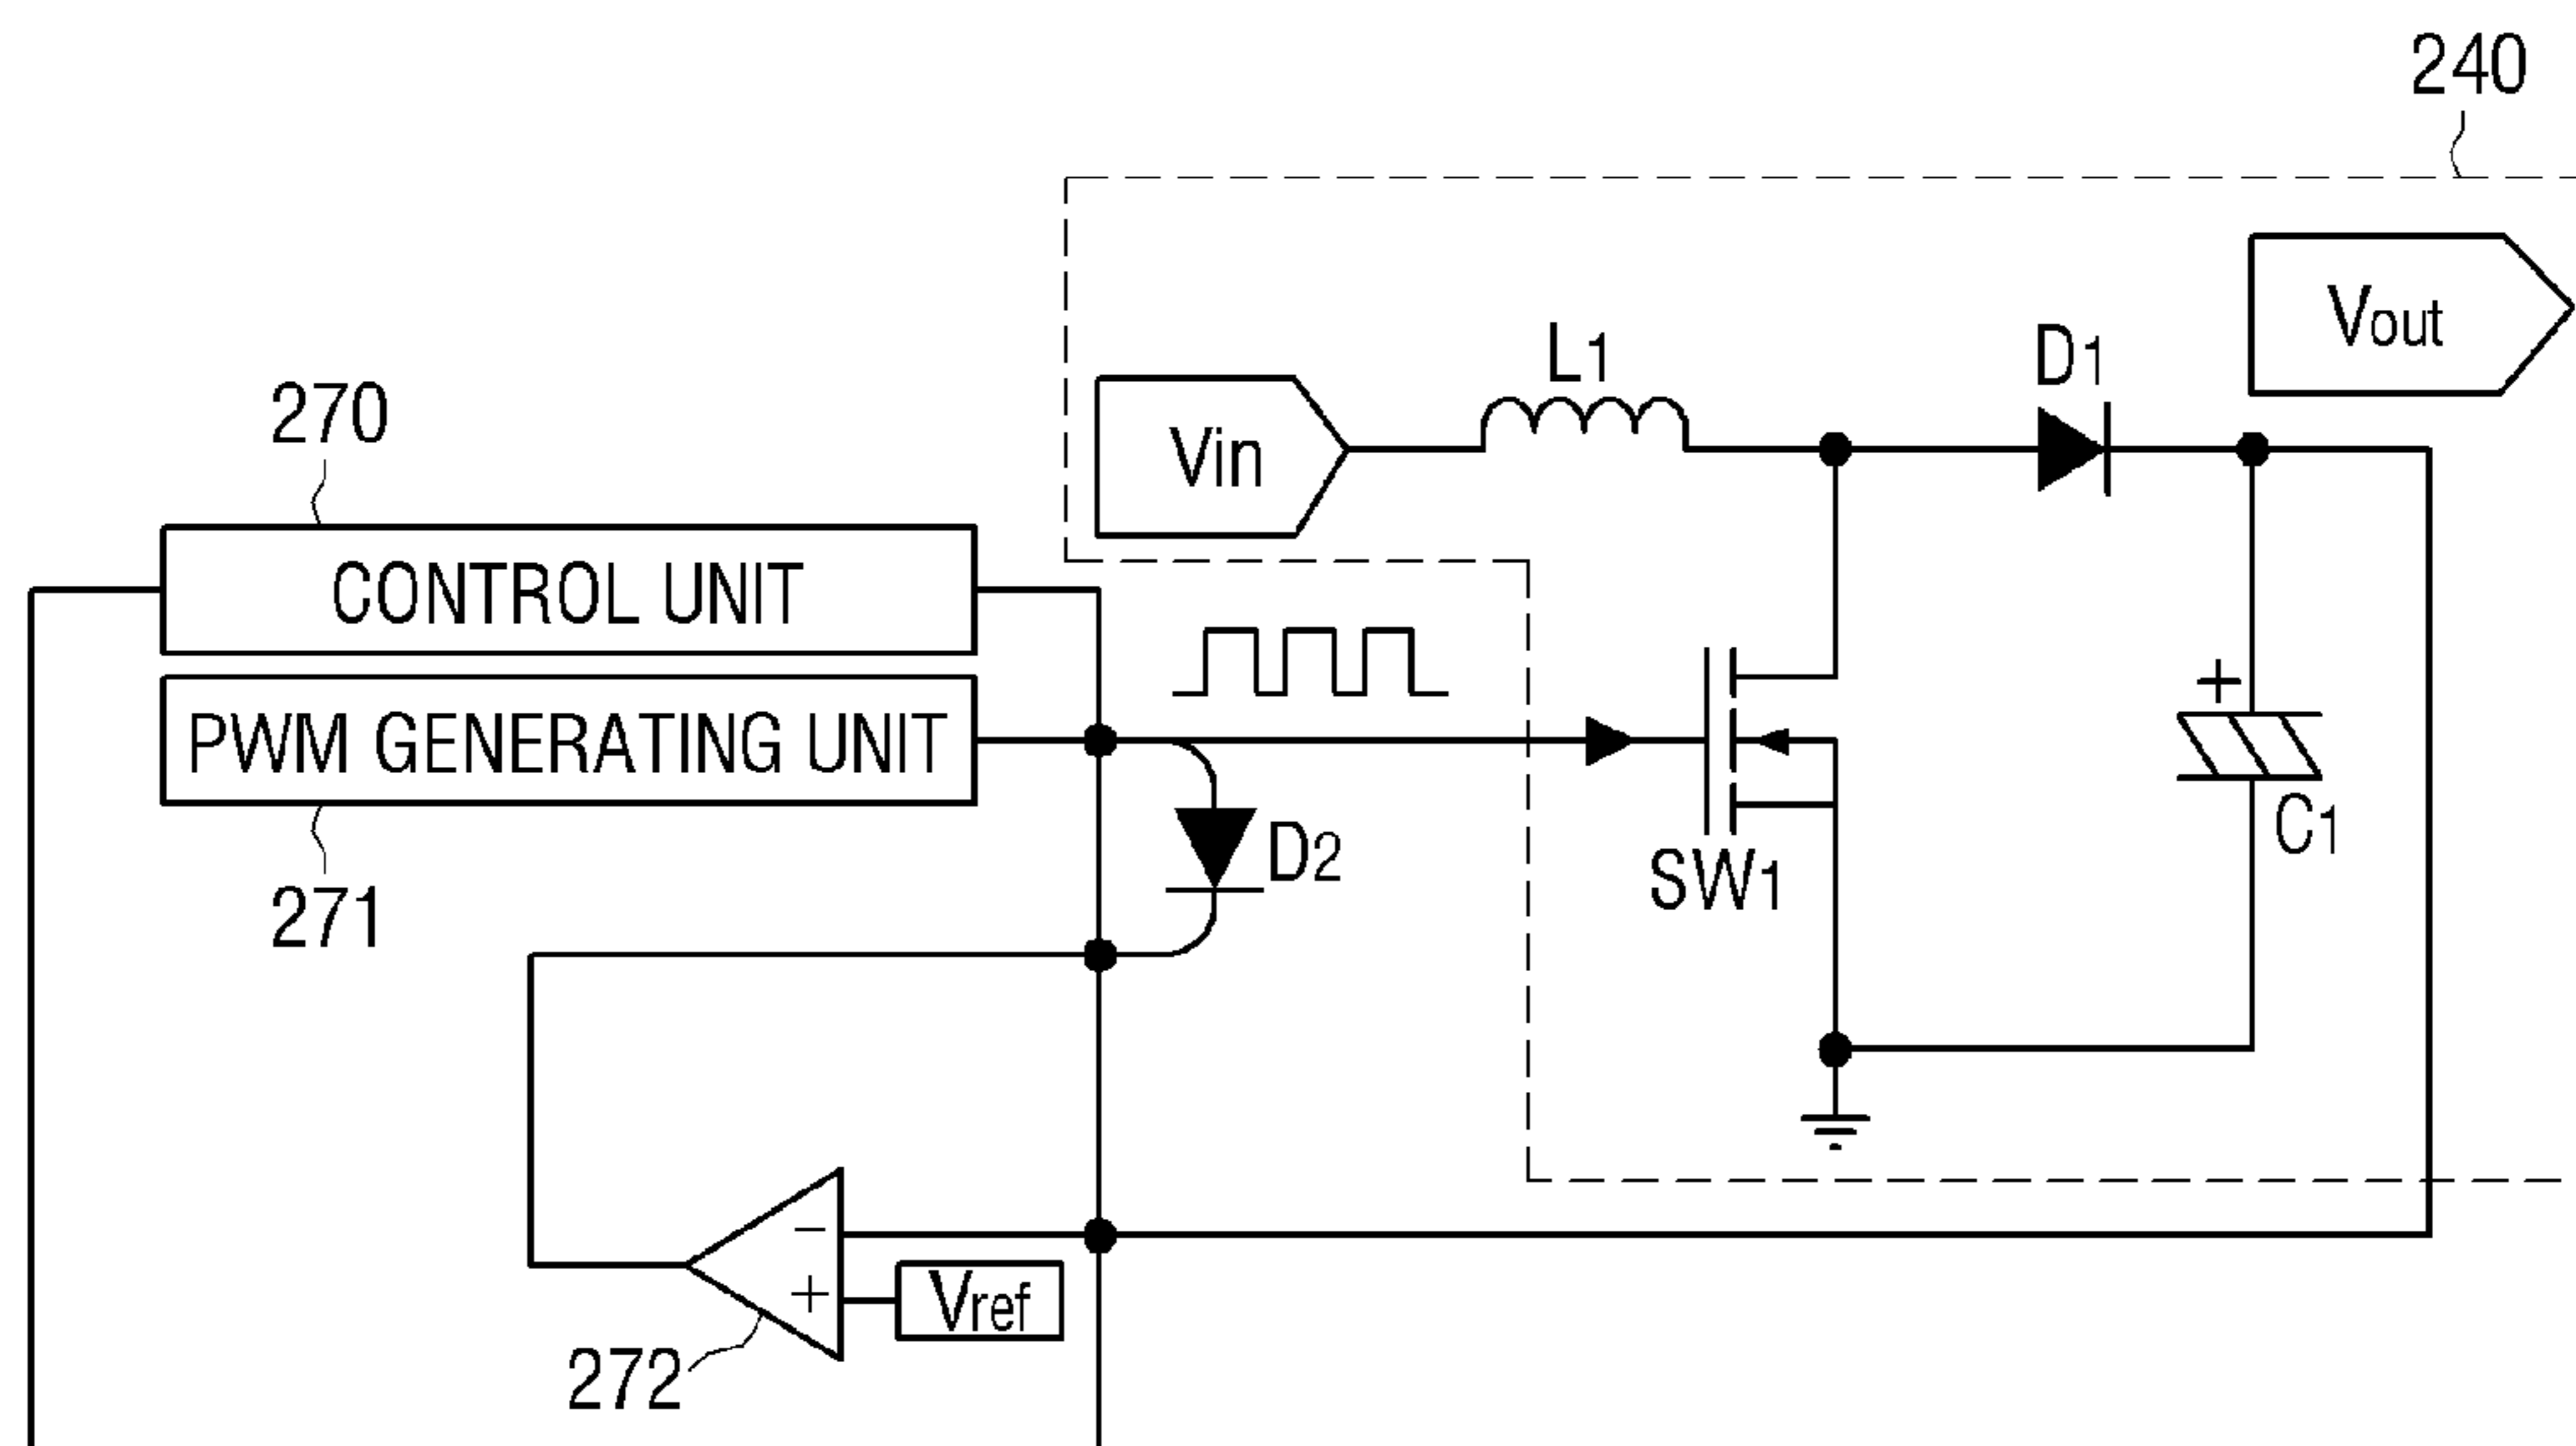 240
Vout
L1
D1
Vin
270
CONTROL UNIT
PWM GENERATING UNIT
271
D2
SW1
+
C1
−
+
Vref
272